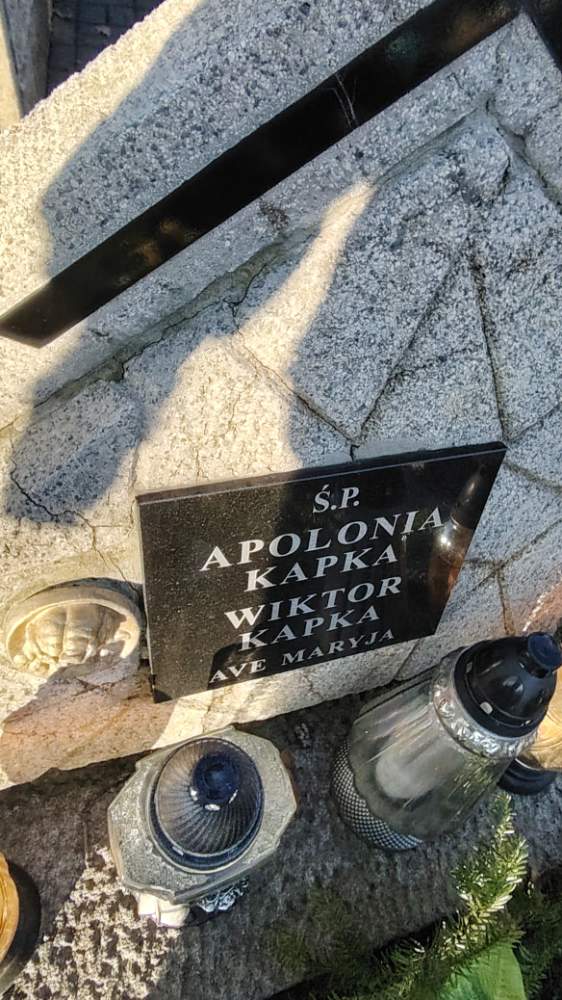 Ś.P.
APOLONIA
KAPKA
WIKTOR
KAPKA
AVE MARYJA